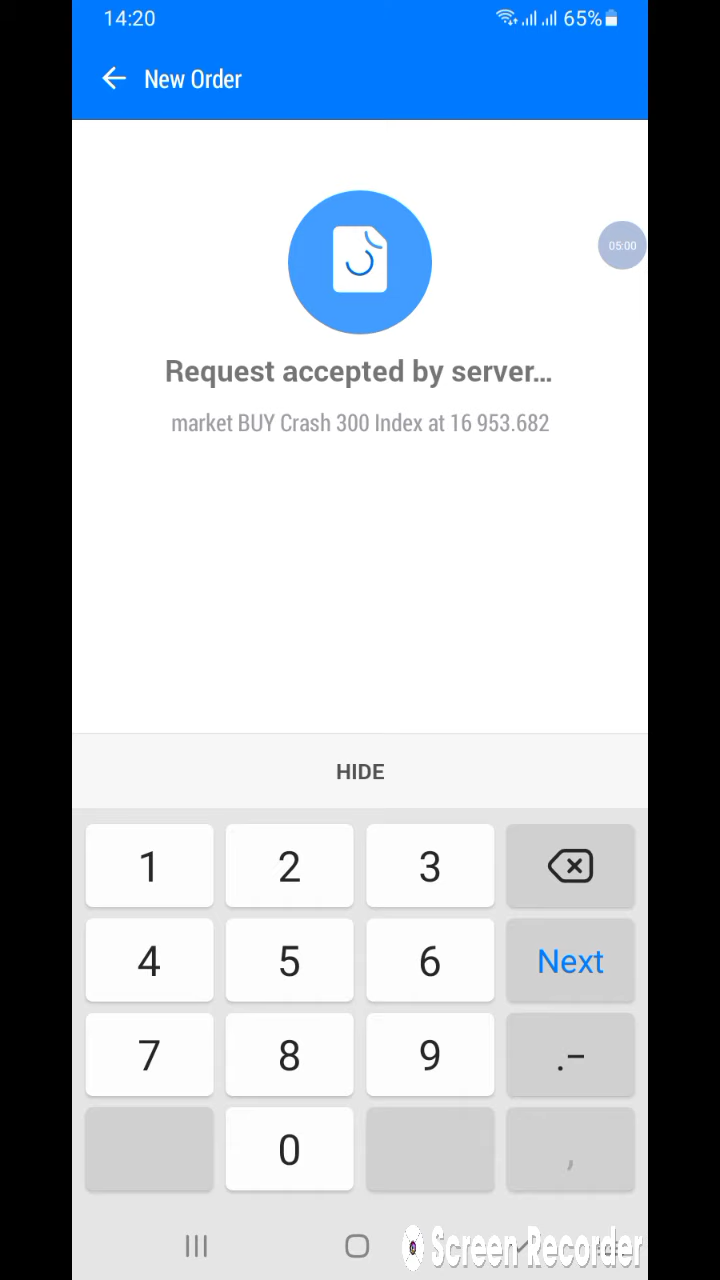 14:20 65%
New Order
05:00
Request accepted by server...
market BUY Crash 300 Index at 16 953.682
HIDE
1 2 3
4 5 6 Next
7 8 9 .-
0 ,
Screen Recorder